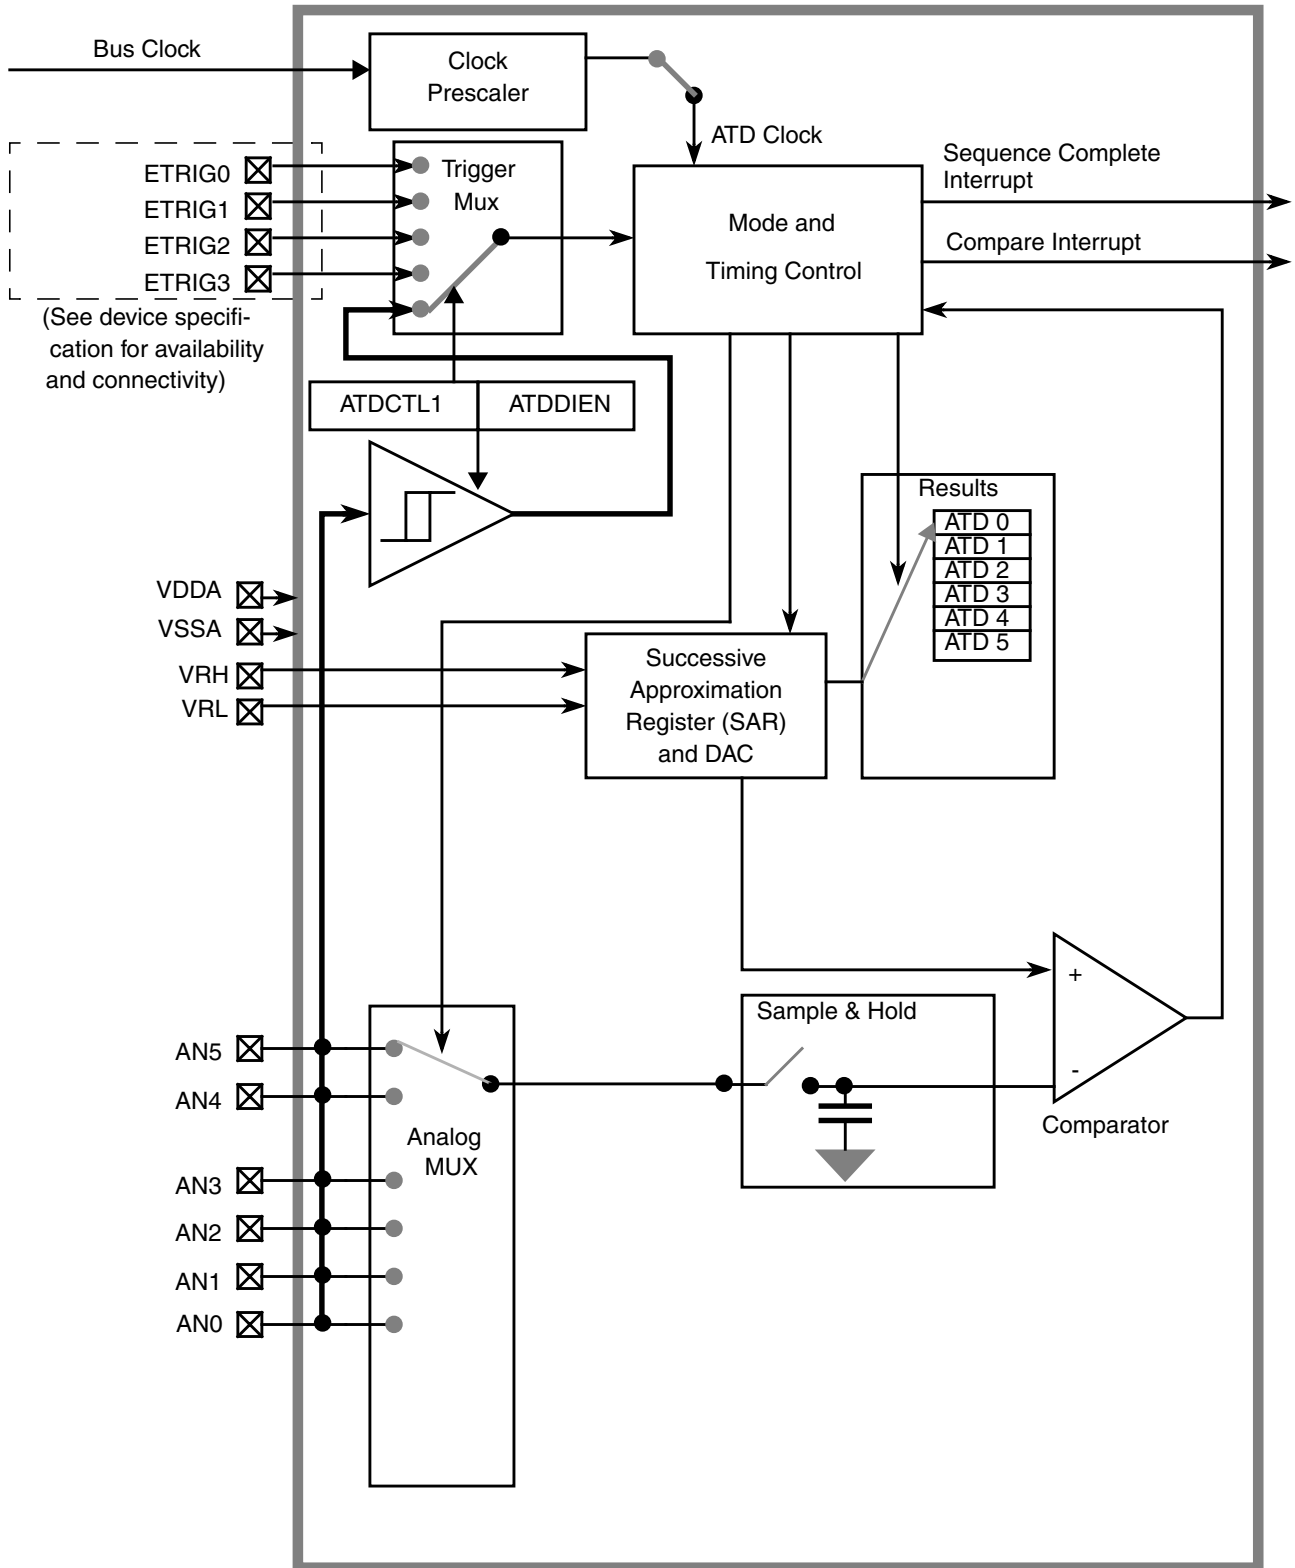 Bus Clock
Clock
Prescaler
ATD Clock
ETRIG0
ETRIG1
ETRIG2
ETRIG3
(See device specifi-
cation for availability
and connectivity)
Trigger
Mux
Mode and
Timing Control
Sequence Complete
Interrupt
Compare Interrupt
ATDCTL1
ATDDIEN
Results
ATD 0
ATD 1
ATD 2
ATD 3
ATD 4
ATD 5
VDDA
VSSA
VRH
VRL
Successive
Approximation
Register (SAR)
and DAC
+
-
Comparator
Sample & Hold
AN5
AN4
AN3
AN2
AN1
AN0
Analog
MUX